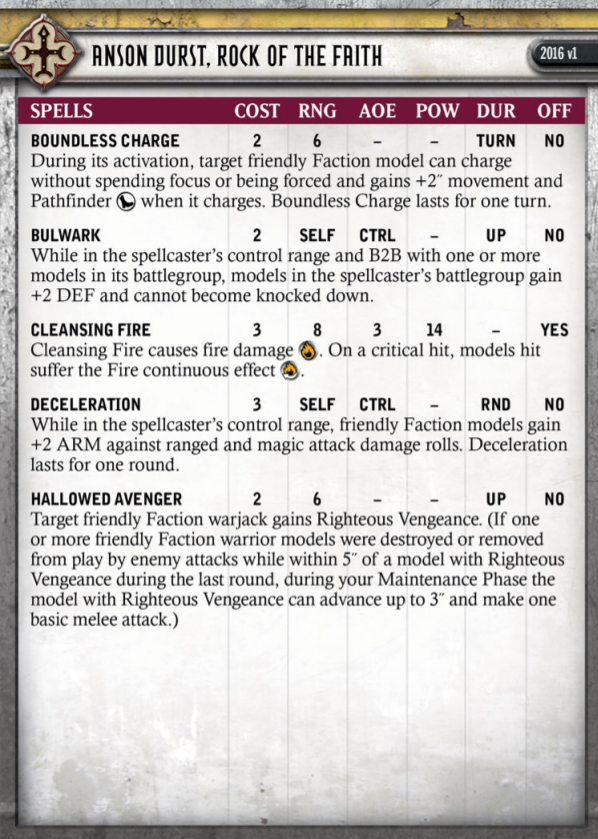 ANSON DURST, ROCK OF THE FAITH
2016 v1
SPELLS COST RNG AOE POW DUR OFF
BOUNDLESS CHARGE 2 6 – – TURN NO
During its activation, target friendly Faction model can charge
without spending focus or being forced and gains +2˝ movement and
Pathfinder when it charges. Boundless Charge lasts for one turn.
BULWARK 2 SELF CTRL – UP NO
While in the spellcaster's control range and B2B with one or more
models in its battlegroup, models in the spellcaster's battlegroup gain
+2 DEF and cannot become knocked down.
CLEANSING FIRE 3 8 3 14 – YES
Cleansing Fire causes fire damage. On a critical hit, models hit
suffer the Fire continuous effect.
DECELERATION 3 SELF CTRL – RND NO
While in the spellcaster's control range, friendly Faction models gain
+2 ARM against ranged and magic attack damage rolls. Deceleration
lasts for one round.
HALLOWED AVENGER 2 6 – – UP NO
Target friendly Faction warjack gains Righteous Vengeance. (If one
or more friendly Faction warrior models were destroyed or removed
from play by enemy attacks while within 5˝ of a model with Righteous
Vengeance during the last round, during your Maintenance Phase the
model with Righteous Vengeance can advance up to 3˝ and make one
basic melee attack.)